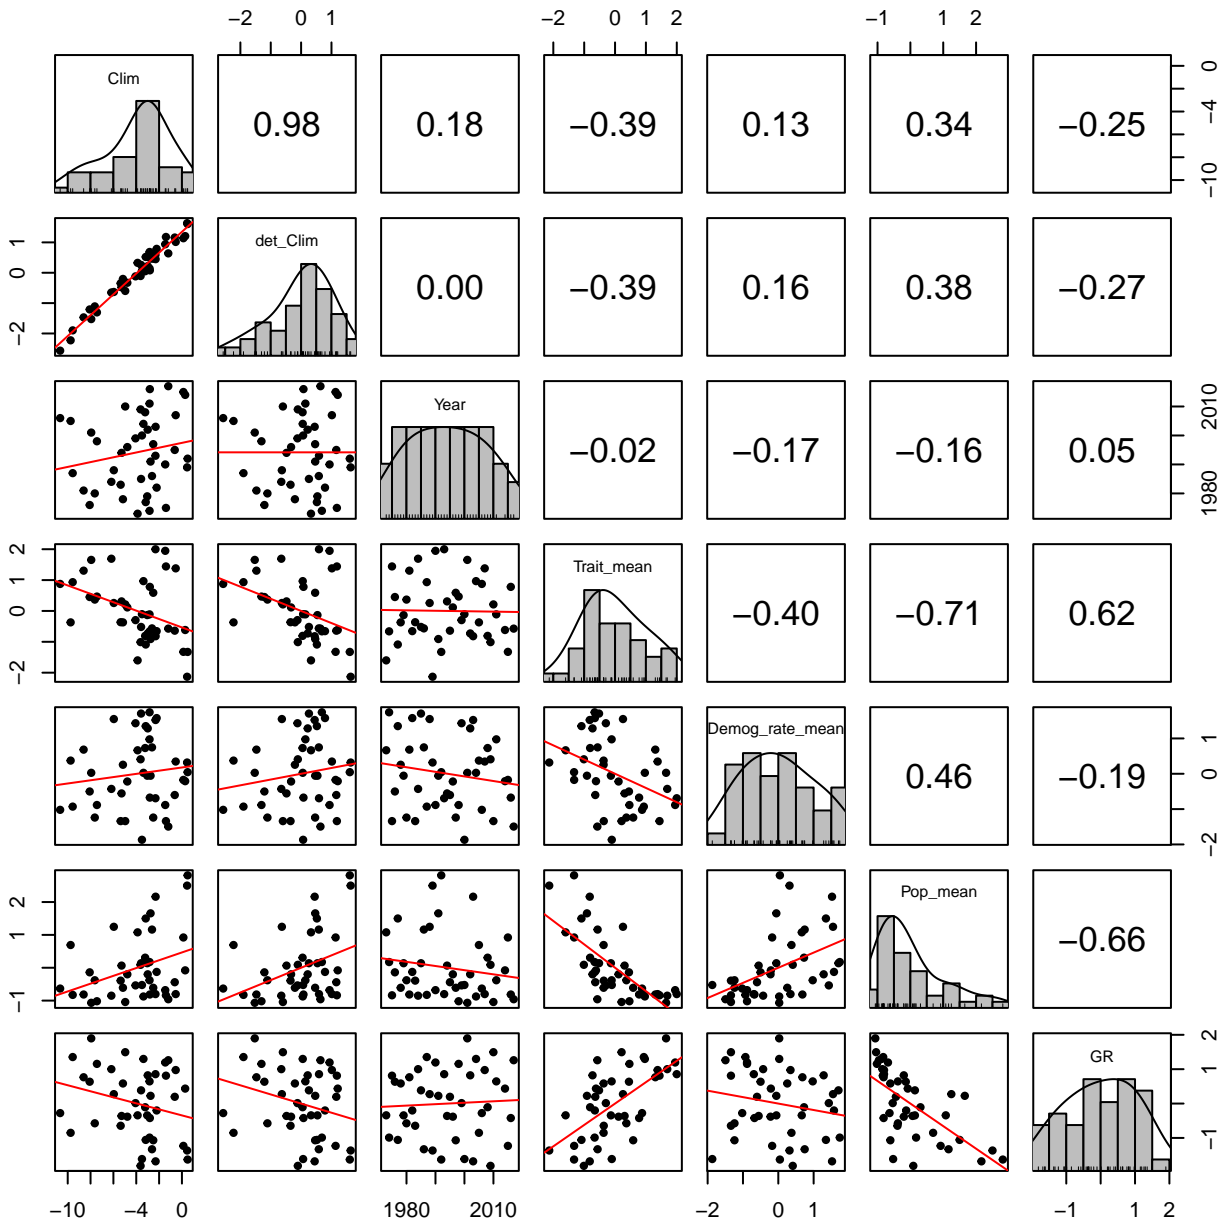 −2 0 1 −2 0 1 2 −1 1 2
Clim 0.98 0.18 −0.39 0.13 0.34 −0.25 0 −4 −10
1 0 −2 det_Clim 0.00 −0.39 0.16 0.38 −0.27
Year −0.02 −0.17 −0.16 0.05 2010 1980
2 1 0 −2 Trait_mean −0.40 −0.71 0.62
Demog_rate_mean 0.46 −0.19 1 0 −2
2 1 −1 Pop_mean −0.66
GR 2 1 −1
−10 −4 0 1980 2010 −2 0 1 −1 1 2